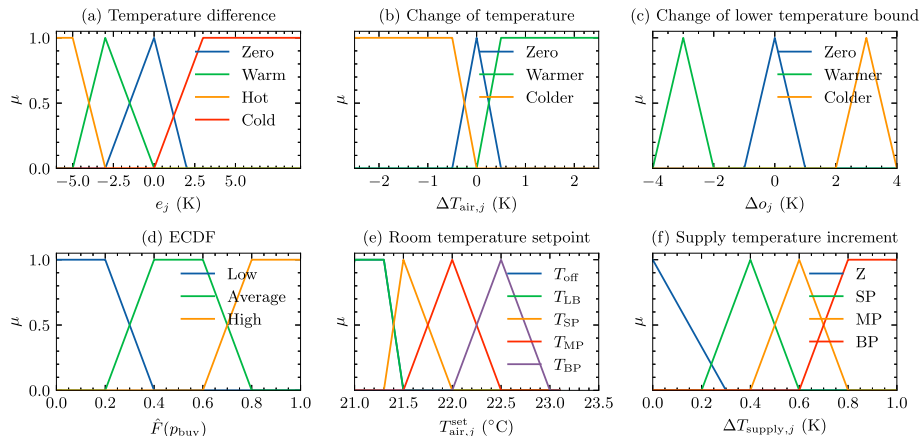 (a) Temperature difference
(b) Change of temperature
(c) Change of lower temperature bound
1.0
0.5
0.0
μ
Zero
Warm
Hot
Cold
−5.0 −2.5 0.0 2.5 5.0
e_j (K)
μ
Zero
Warmer
Colder
−2 −1 0 1 2
ΔT_air,j (K)
μ
Zero
Warmer
Colder
−4 −2 0 2 4
Δo_j (K)
(d) ECDF
(e) Room temperature setpoint
(f) Supply temperature increment
1.0
0.5
0.0
μ
Low
Average
High
0.0 0.2 0.4 0.6 0.8 1.0
F̂(p_buy)
μ
T_off
T_LB
T_SP
T_MP
T_BP
21.0 21.5 22.0 22.5 23.0 23.5
T^set_air,j (°C)
μ
Z
SP
MP
BP
0.0 0.2 0.4 0.6 0.8 1.0
ΔT_supply,j (K)